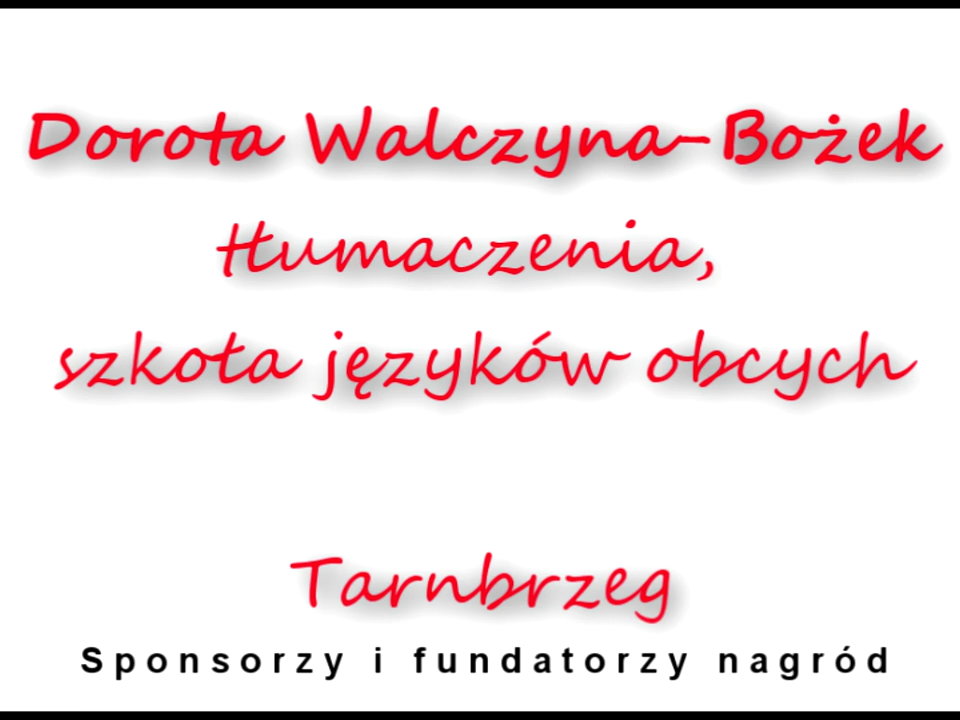 Dorota Walczyna-Bożek
tłumaczenia,
szkoła języków obcych
Tarnbrzeg
Sponsorzy i fundatorzy nagród